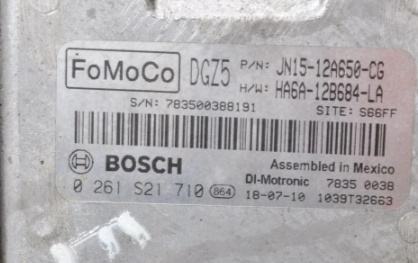 FoMoCo DGZ5 P/N: JN15-12A650-CG
H/W: HA6A-12B684-LA
S/N: 783500388191 SITE: S66FF
BOSCH Assembled in Mexico
DI-Motronic 7835 0038
0 261 S21 710 864 18-07-10 1039T32663